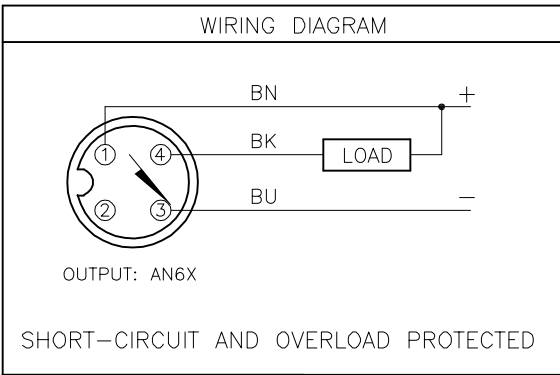 WIRING DIAGRAM
BN
+
1
4
BK
LOAD
2
3
BU
−
OUTPUT: AN6X
SHORT-CIRCUIT AND OVERLOAD PROTECTED